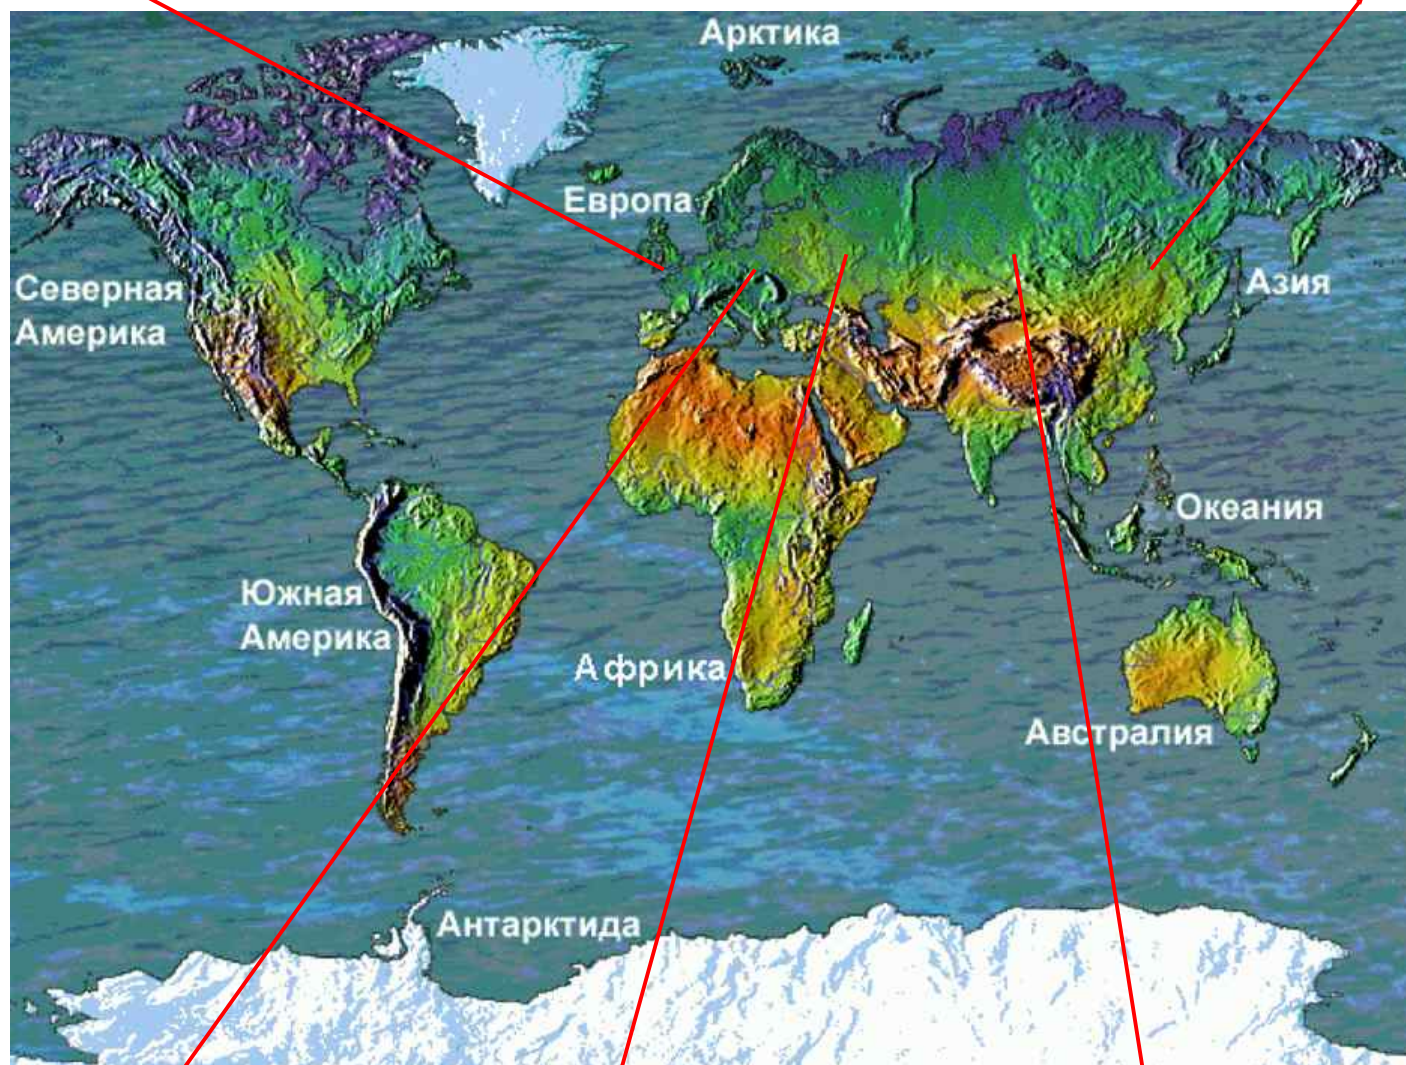 Арктика
Европа
Северная
Америка
Азия
Океания
Южная
Америка
Африка
Австралия
Антарктида